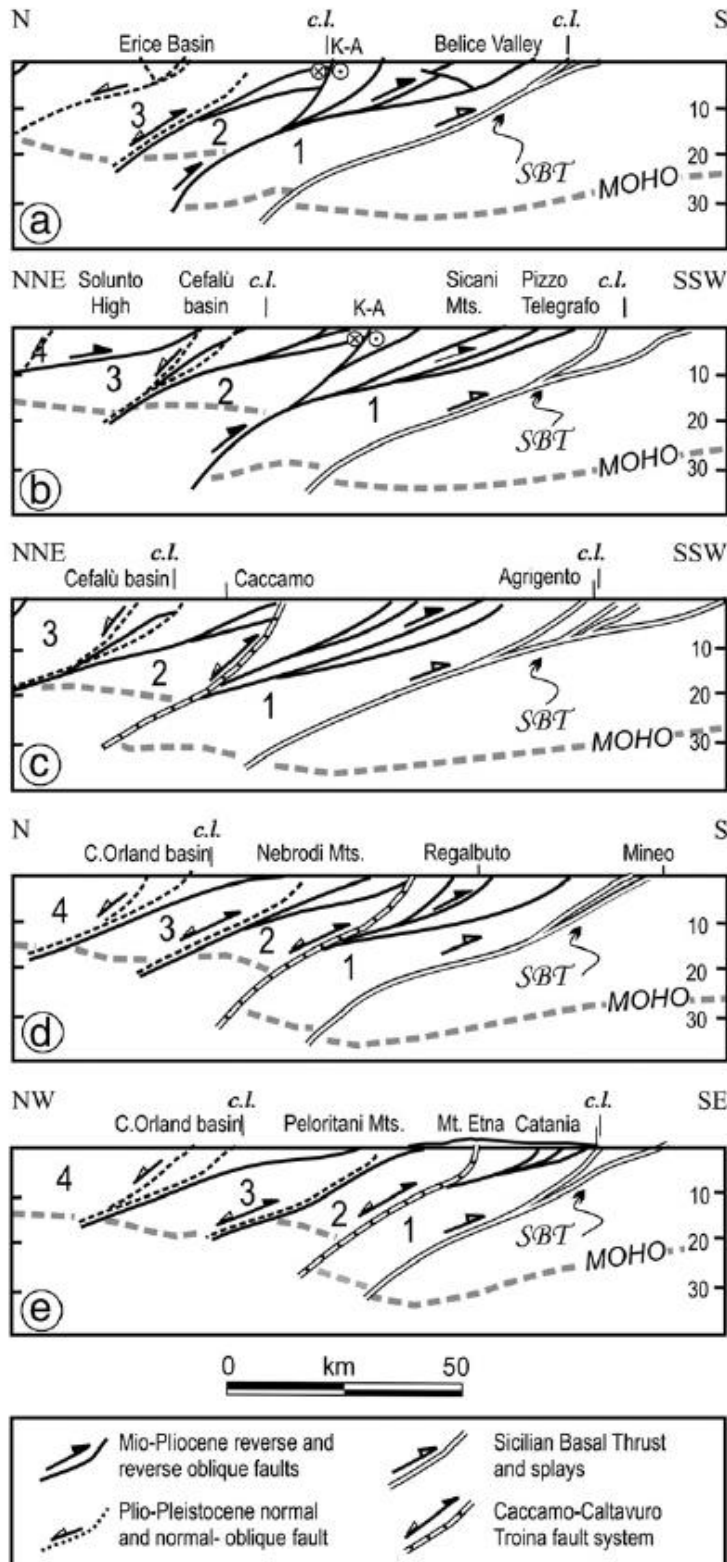 N c.l. S
Erice Basin K-A Belice Valley
3
2
1
10
20
30
SBT
MOHO
a
NNE Solunto Cefalù c.l. Sicani Pizzo c.l. SSW
High basin K-A Mts. Telegrafo
4
3
2
1
10
20
30
SBT
MOHO
b
NNE c.l. c.l. SSW
Cefalù basin Caccamo Agrigento
3
2
1
10
20
30
SBT
MOHO
c
N c.l. S
C.Orland basin Nebrodi Mts. Regalbuto Mineo
4
3
2
1
10
20
30
SBT
MOHO
d
NW c.l. c.l. SE
C.Orland basin Peloritani Mts. Mt. Etna Catania
4
3
2
1
10
20
30
SBT
MOHO
e
0 km 50
Mio-Pliocene reverse and
reverse oblique faults
Plio-Pleistocene normal
and normal- oblique fault
Sicilian Basal Thrust
and splays
Caccamo-Caltavuro
Troina fault system